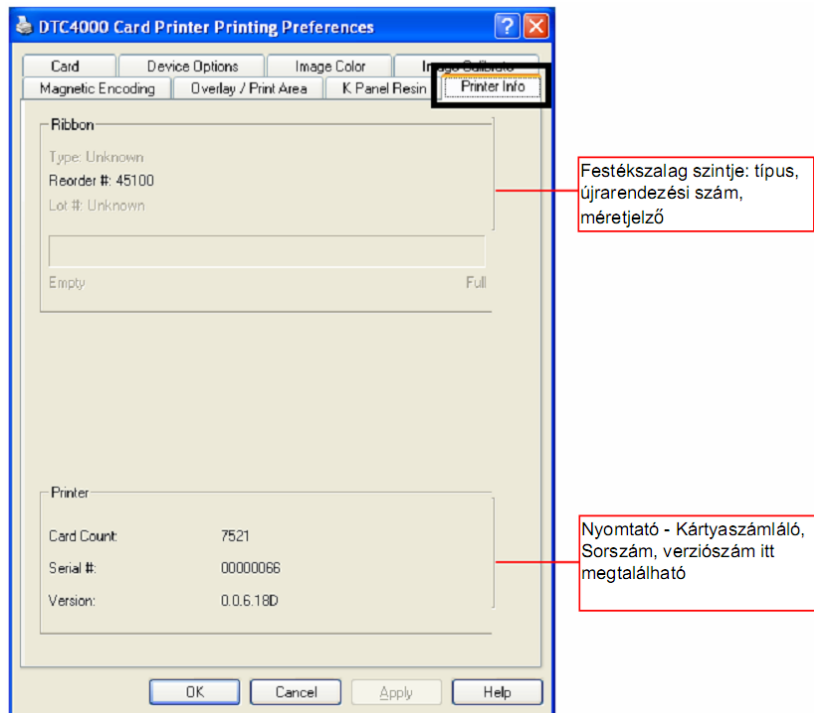 DTC4000 Card Printer Printing Preferences
Card Device Options Image Color Image Calibrate
Magnetic Encoding Overlay / Print Area K Panel Resin Printer Info
Ribbon
Type: Unknown
Reorder #: 45100
Lot #: Unknown
Empty Full
Festékszalag szintje: típus,
újrarendezési szám,
méretjelző
Printer
Card Count: 7521
Serial #: 00000066
Version: 0.0.6.18D
Nyomtató - Kártyaszámláló,
Sorszám, verziószám itt
megtalálható
OK Cancel Apply Help